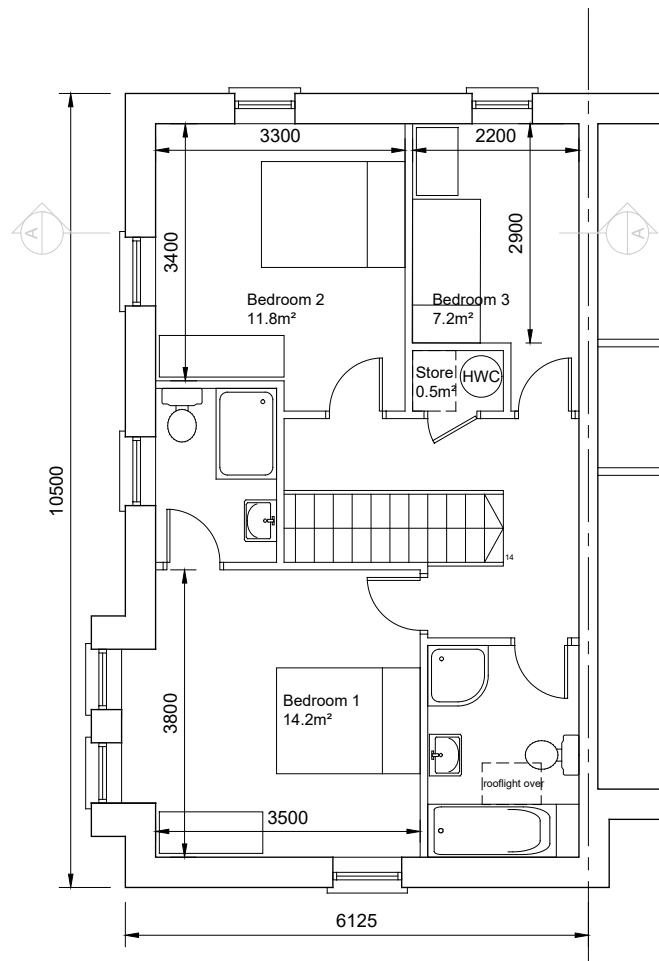 3300
2200
A
3400
2900
A
Bedroom 2
11.8m²
Bedroom 3
7.2m²
Store
0.5m²
HWC
10500
14
3800
Bedroom 1
14.2m²
rooflight over
3500
6125